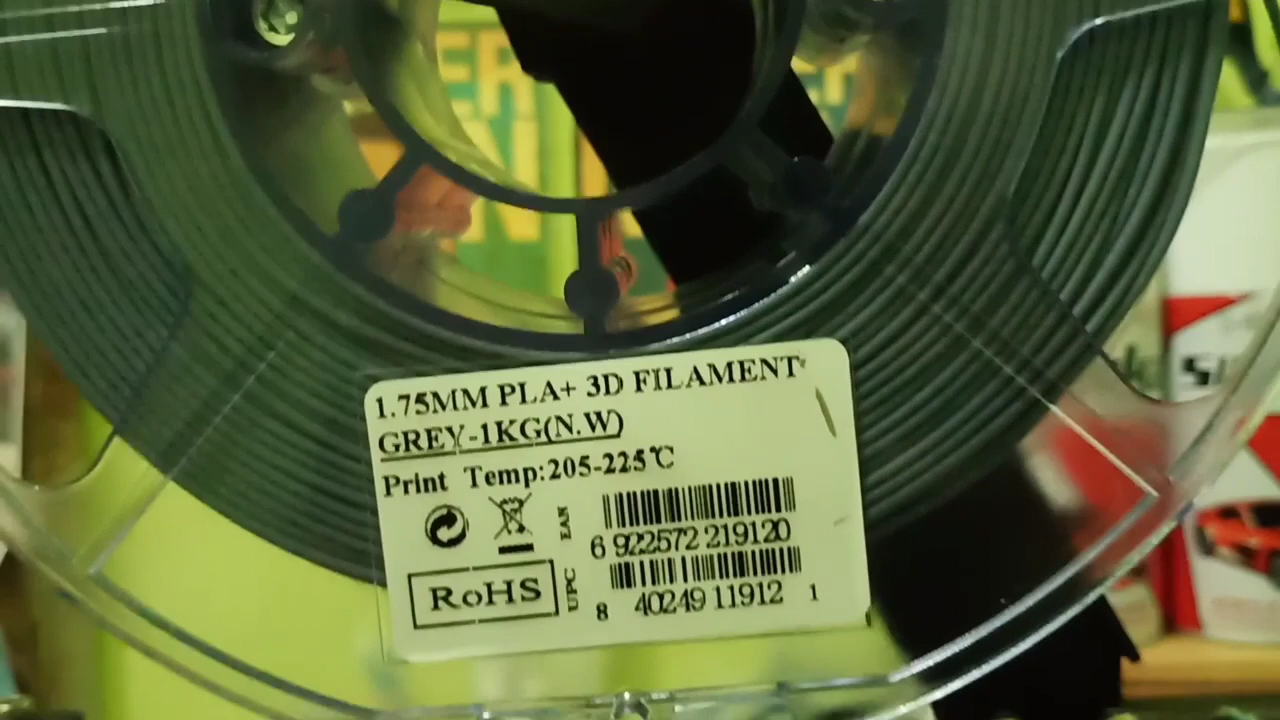 1.75MM PLA+ 3D FILAMENT
GREY-1KG(N.W)
Print Temp:205-225℃
EAN
6 922572 219120
RoHS
UPC
8 40249 11912 1